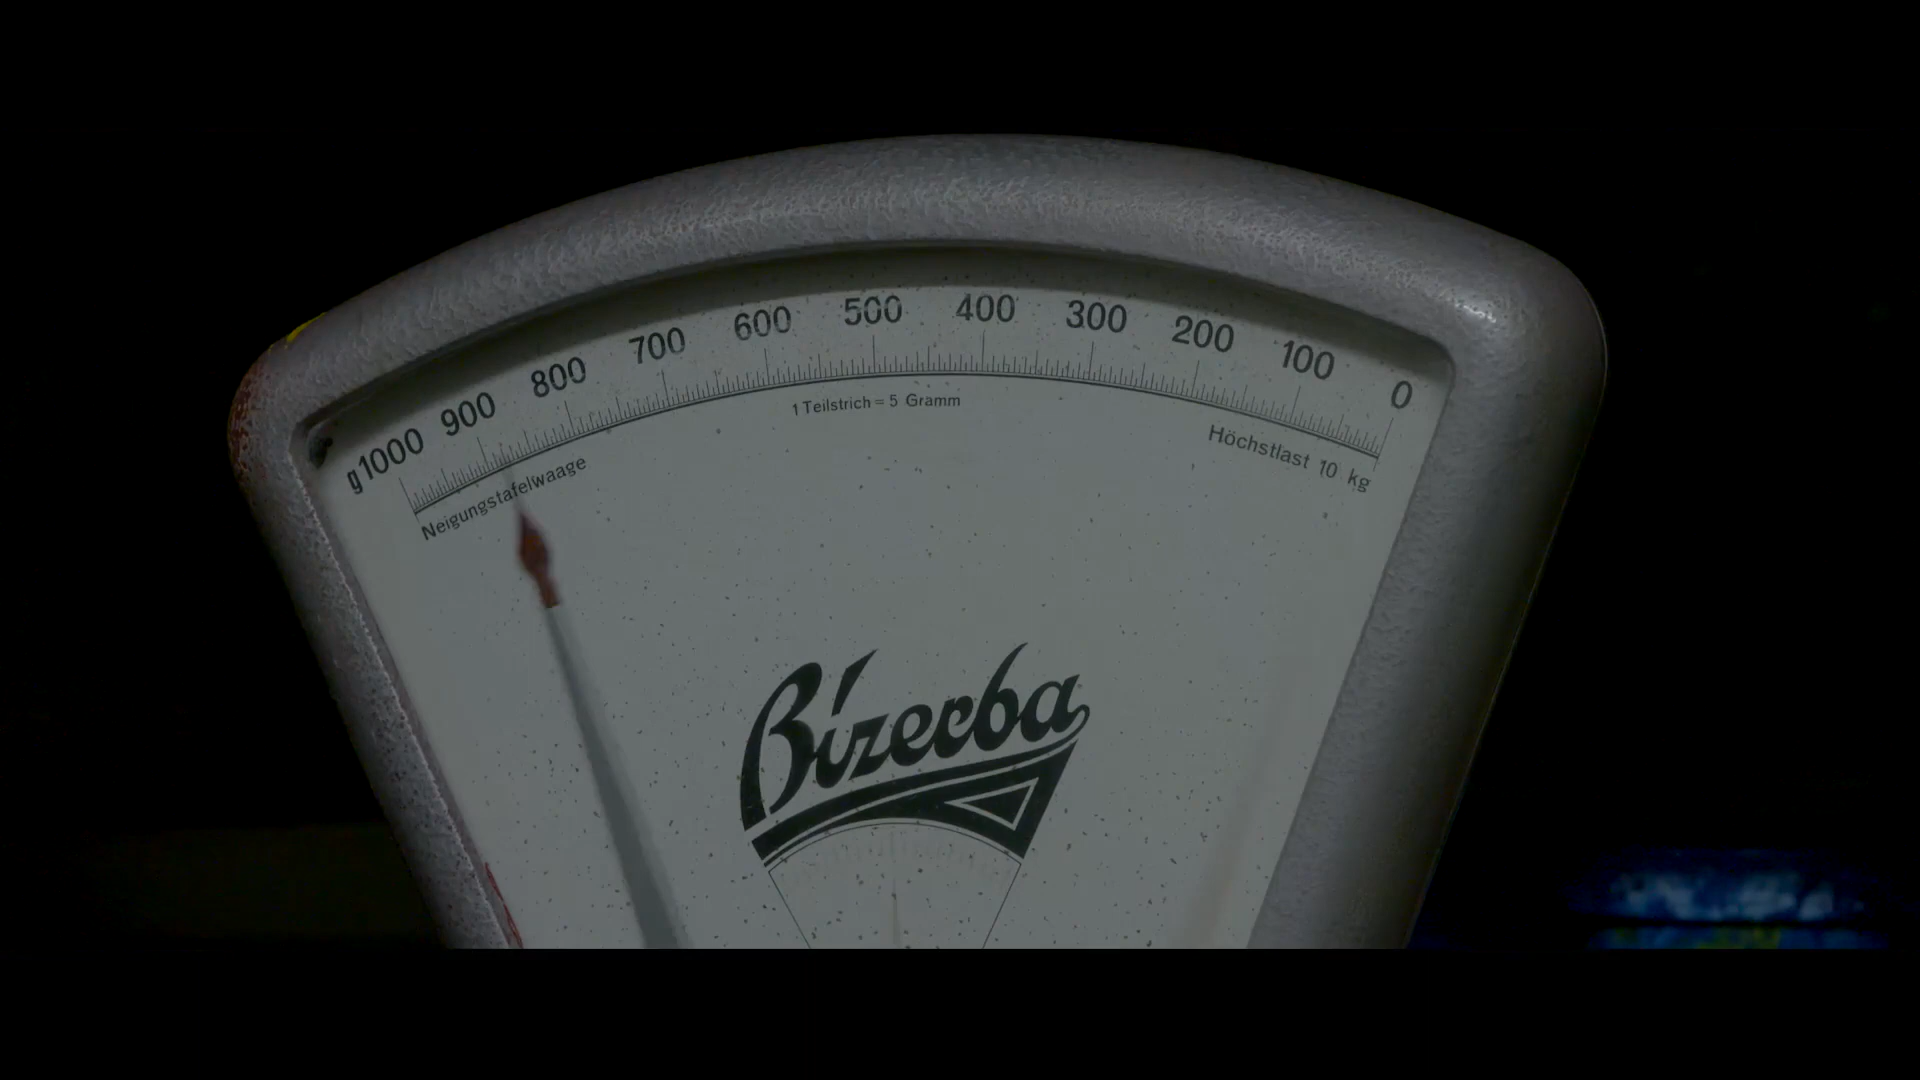 g1000 900 800 700 600 500 400 300 200 100 0
1 Teilstrich = 5 Gramm
Höchstlast 10 kg
Neigungstafelwaage
Bizerba